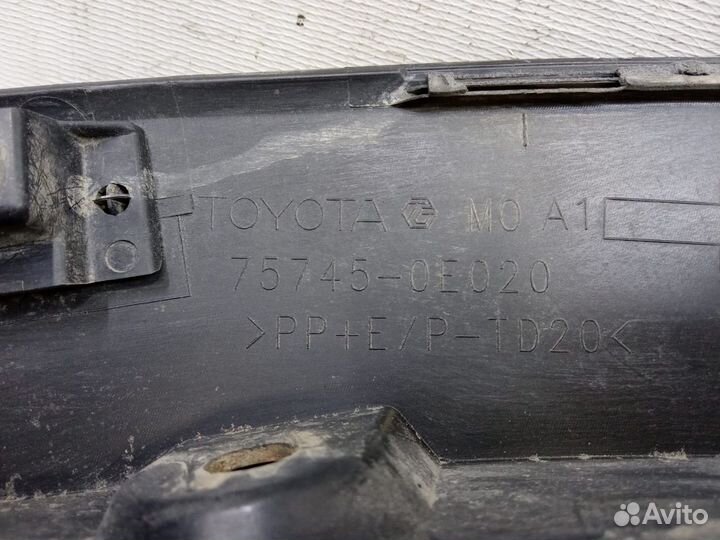 TOYOTA M0 A1
75745-0E020
>PP+E/P-TD20<
Avito